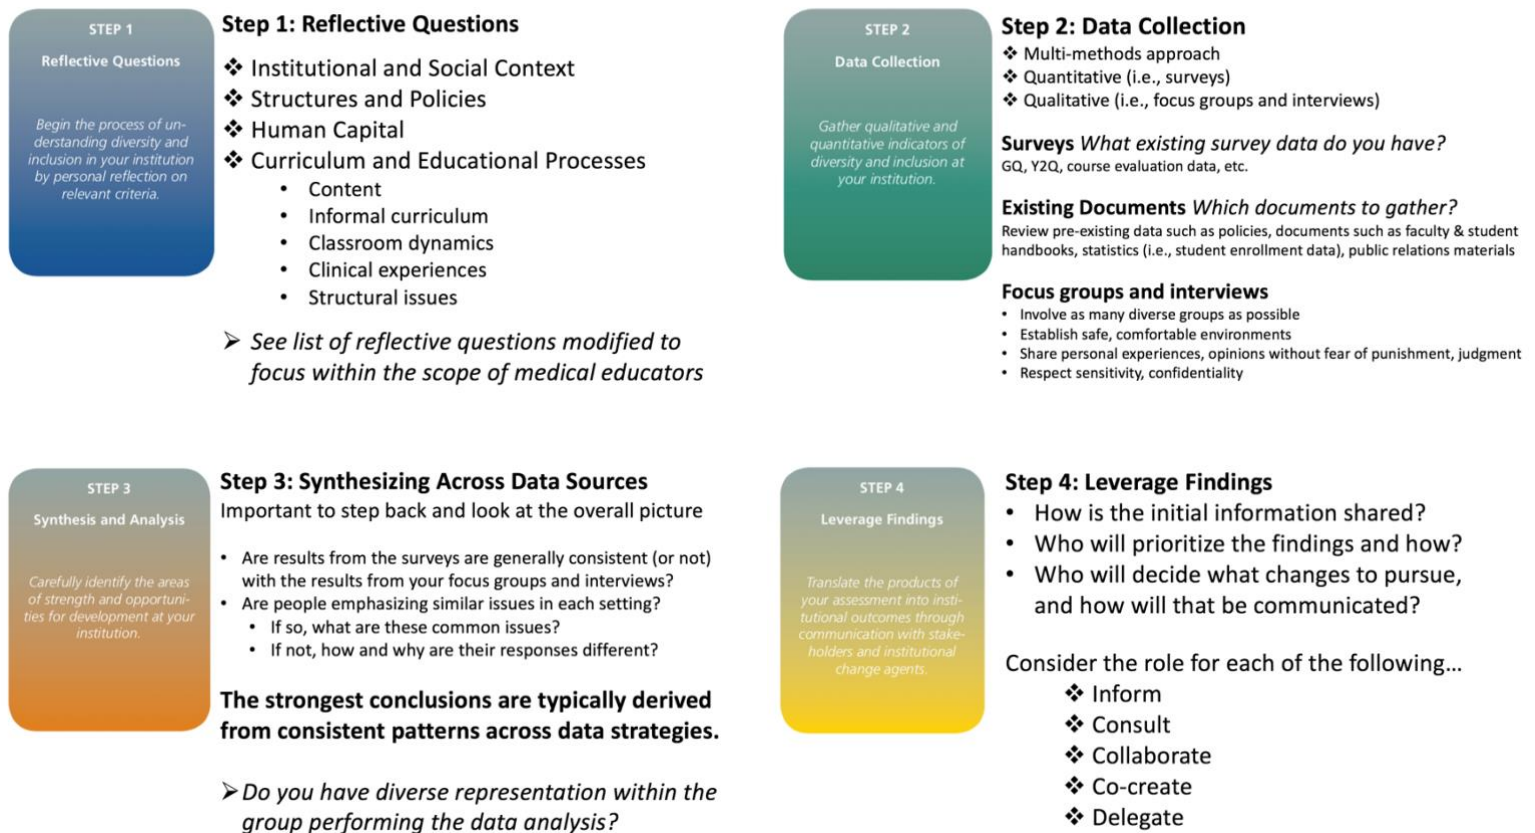 STEP 1
Reflective Questions
Begin the process of un-
derstanding diversity and
inclusion in your institution
by personal reflection on
relevant criteria.
Step 1: Reflective Questions
❖ Institutional and Social Context
❖ Structures and Policies
❖ Human Capital
❖ Curriculum and Educational Processes
• Content
• Informal curriculum
• Classroom dynamics
• Clinical experiences
• Structural issues
➢ See list of reflective questions modified to
focus within the scope of medical educators
STEP 2
Data Collection
Gather qualitative and
quantitative indicators of
diversity and inclusion at
your institution.
Step 2: Data Collection
❖ Multi-methods approach
❖ Quantitative (i.e., surveys)
❖ Qualitative (i.e., focus groups and interviews)
Surveys What existing survey data do you have?
GQ, Y2Q, course evaluation data, etc.
Existing Documents Which documents to gather?
Review pre-existing data such as policies, documents such as faculty & student
handbooks, statistics (i.e., student enrollment data), public relations materials
Focus groups and interviews
• Involve as many diverse groups as possible
• Establish safe, comfortable environments
• Share personal experiences, opinions without fear of punishment, judgment
• Respect sensitivity, confidentiality
STEP 3
Synthesis and Analysis
Carefully identify the areas
of strength and opportuni-
ties for development at your
institution.
Step 3: Synthesizing Across Data Sources
Important to step back and look at the overall picture
• Are results from the surveys are generally consistent (or not)
with the results from your focus groups and interviews?
• Are people emphasizing similar issues in each setting?
• If so, what are these common issues?
• If not, how and why are their responses different?
The strongest conclusions are typically derived
from consistent patterns across data strategies.
➢ Do you have diverse representation within the
group performing the data analysis?
STEP 4
Leverage Findings
Translate the products of
your assessment into insti-
tutional outcomes through
communication with stake-
holders and institutional
change agents.
Step 4: Leverage Findings
• How is the initial information shared?
• Who will prioritize the findings and how?
• Who will decide what changes to pursue,
and how will that be communicated?
Consider the role for each of the following...
❖ Inform
❖ Consult
❖ Collaborate
❖ Co-create
❖ Delegate